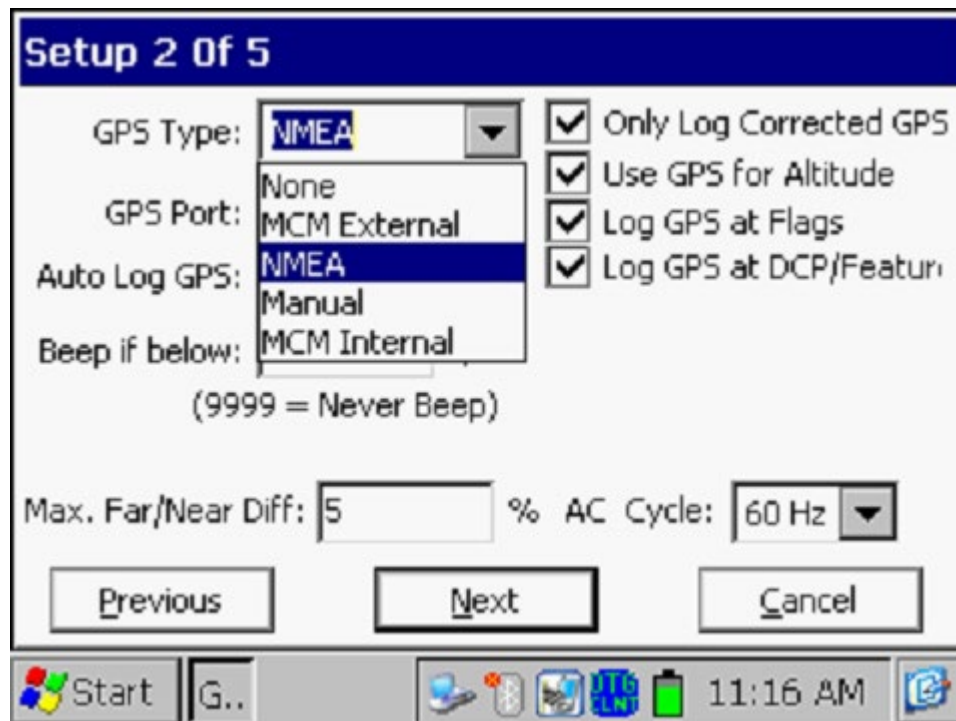 Setup 2 Of 5
GPS Type: NMEA
None
MCM External
NMEA
Manual
MCM Internal
GPS Port:
Auto Log GPS:
Beep if below:
(9999 = Never Beep)
Only Log Corrected GPS
Use GPS for Altitude
Log GPS at Flags
Log GPS at DCP/Featur
Max. Far/Near Diff: 5 % AC Cycle: 60 Hz
Previous Next Cancel
Start G.. DTG CLNT 11:16 AM